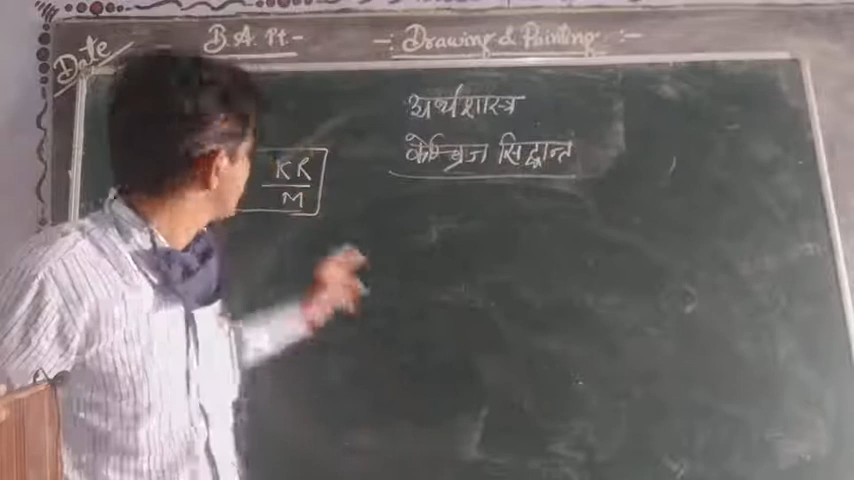 Date
B.A. Pt -
- Drawing & Painting :-
अर्थशास्त्र
केम्ब्रिज सिद्धान्त
KR
M